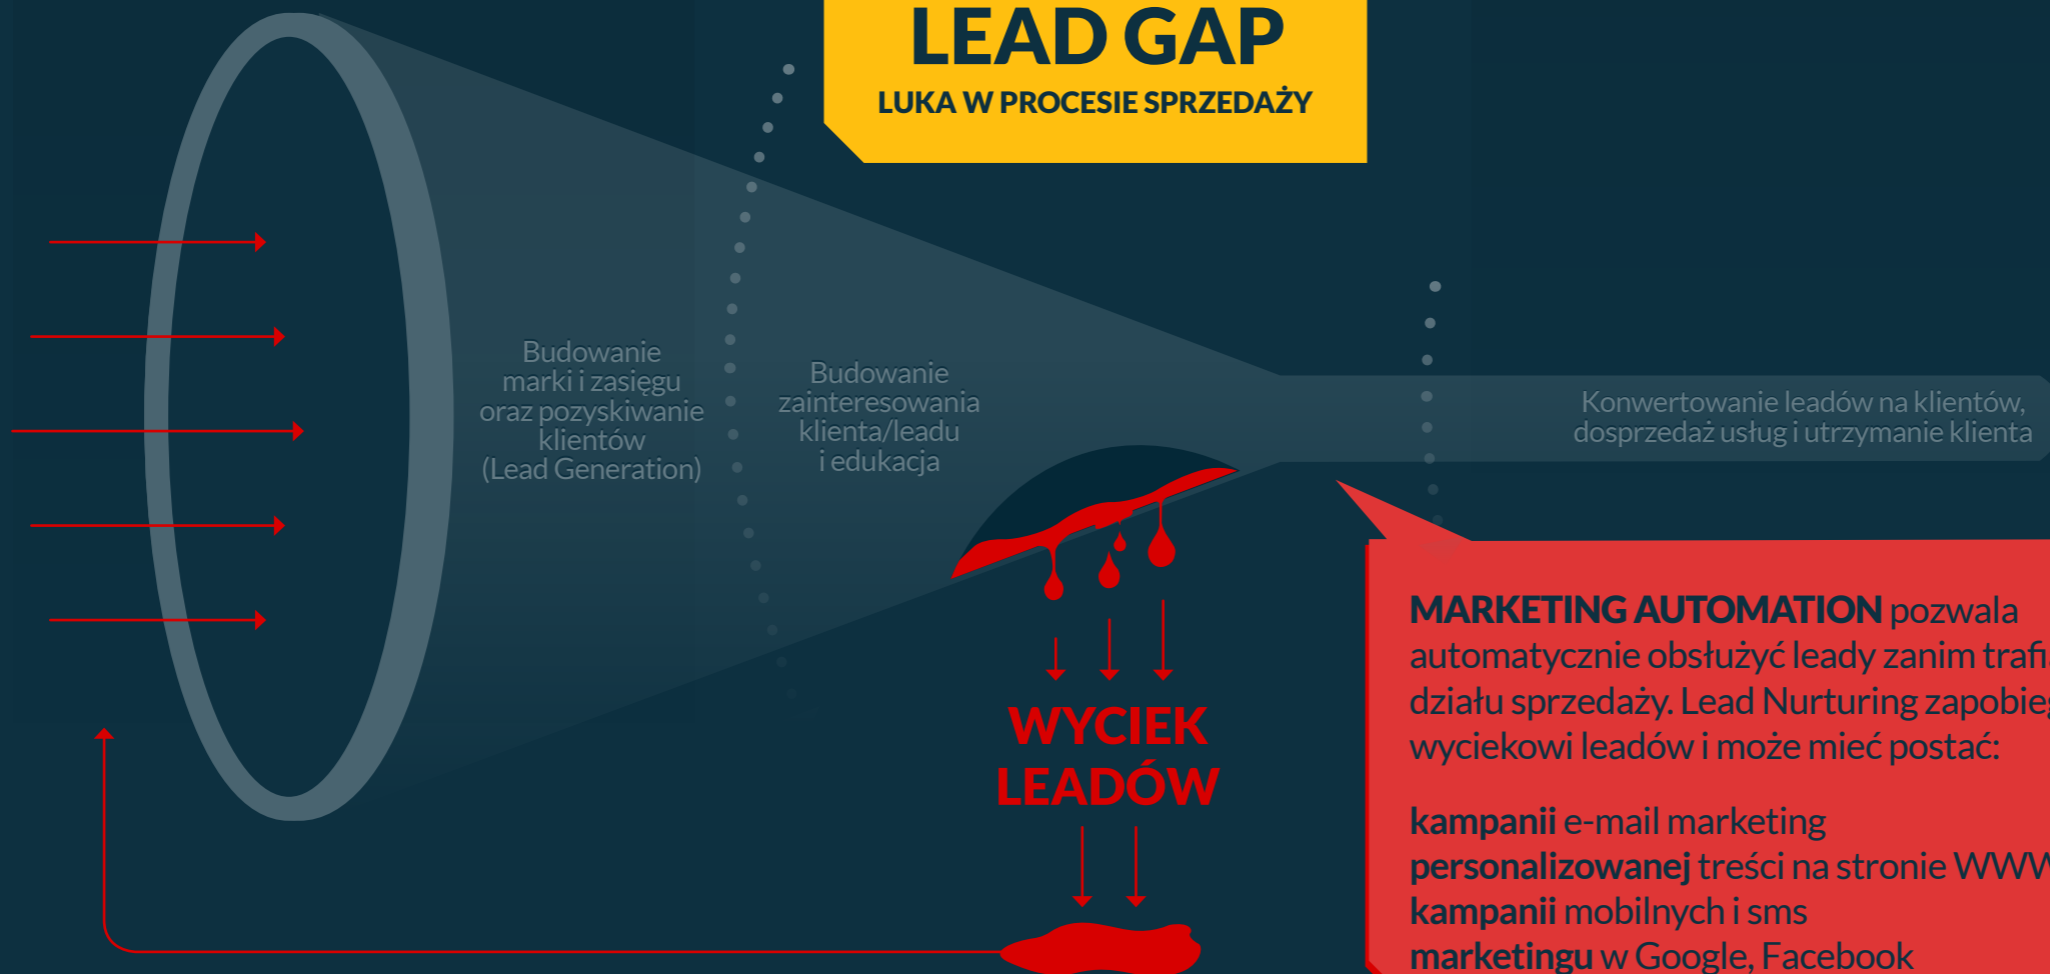 LEAD GAP
LUKA W PROCESIE SPRZEDAŻY
Budowanie
marki i zasięgu
oraz pozyskiwanie
klientów
(Lead Generation)
Budowanie
zainteresowania
klienta/leadu
i edukacja
Konwertowanie leadów na klientów,
dosprzedaż usług i utrzymanie klienta
WYCIEK
LEADÓW
MARKETING AUTOMATION pozwala
automatycznie obsłużyć leady zanim
działu sprzedaży. Lead Nurturing
wyciekowi leadów i może mieć postać:
kampanii e-mail marketing
personalizowanej treści na stronie WWW
kampanii mobilnych i sms
marketingu w Google, Facebook